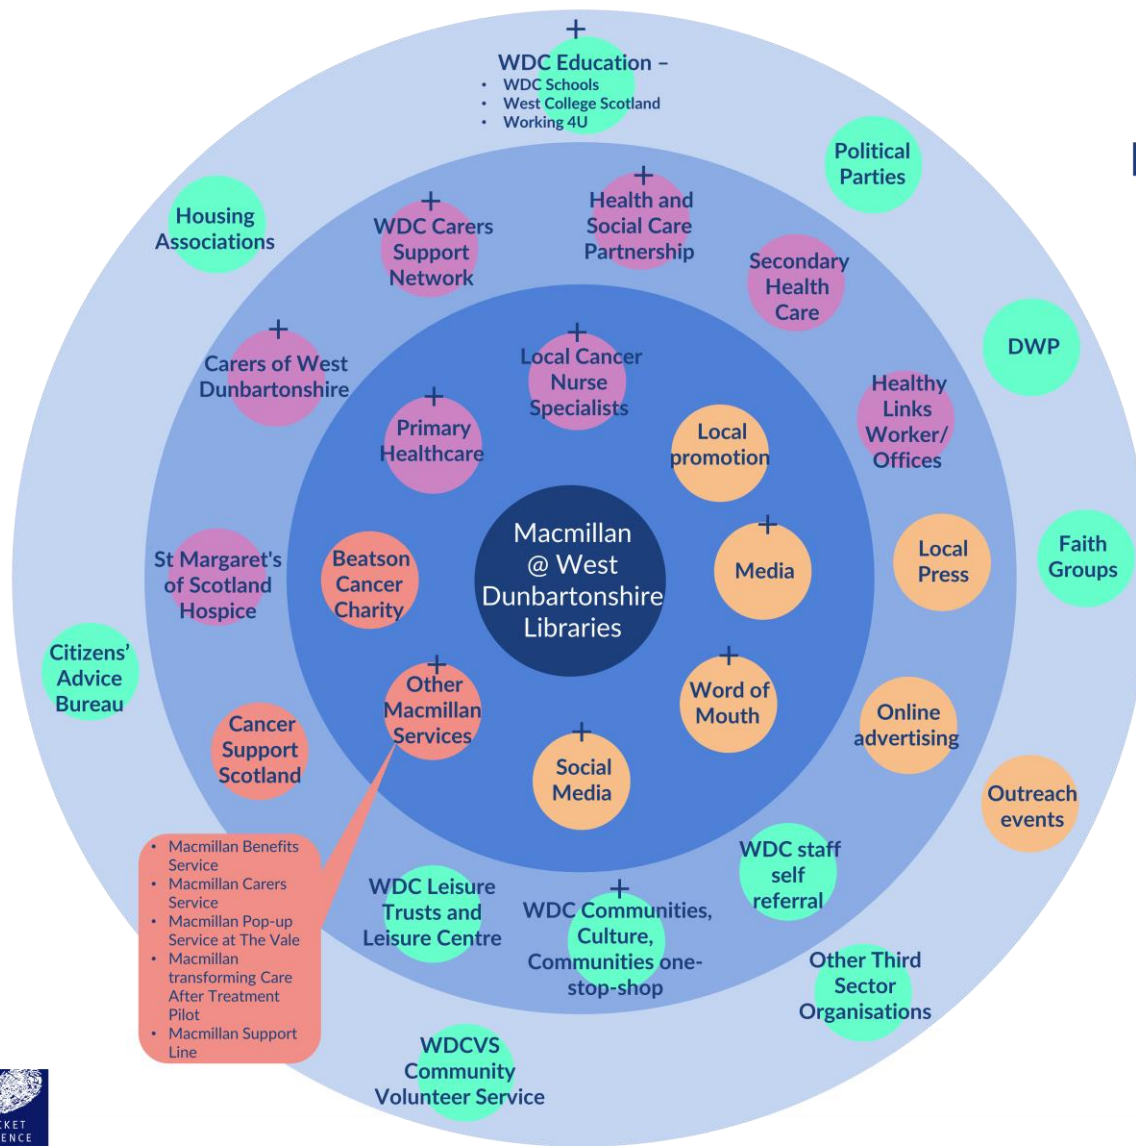 WDC Education –
• WDC Schools
• West College Scotland
• Working 4U
Political
Parties
Housing
Associations
+
WDC Carers
Support
Network
+
Health and
Social Care
Partnership
Secondary
Health
Care
DWP
+
Carers of West
Dunbartonshire
+
Local Cancer
Nurse
Specialists
Healthy
Links
Worker/
Offices
+
Primary
Healthcare
Local
promotion
St Margaret's
of Scotland
Hospice
Beatson
Cancer
Charity
Macmillan
@ West
Dunbartonshire
Libraries
+
Media
Local
Press
Faith
Groups
Citizens’
Advice
Bureau
+
Other
Macmillan
Services
+
Word of
Mouth
Online
advertising
Cancer
Support
Scotland
+
Social
Media
Outreach
events
• Macmillan Benefits
Service
• Macmillan Carers
Service
• Macmillan Pop-up
Service at The Vale
• Macmillan
transforming Care
After Treatment
Pilot
• Macmillan Support
Line
WDC Leisure
Trusts and
Leisure Centre
+
WDC Communities,
Culture,
Communities one-
stop-shop
WDC staff
self
referral
Other Third
Sector
Organisations
WDCVS
Community
Volunteer Service